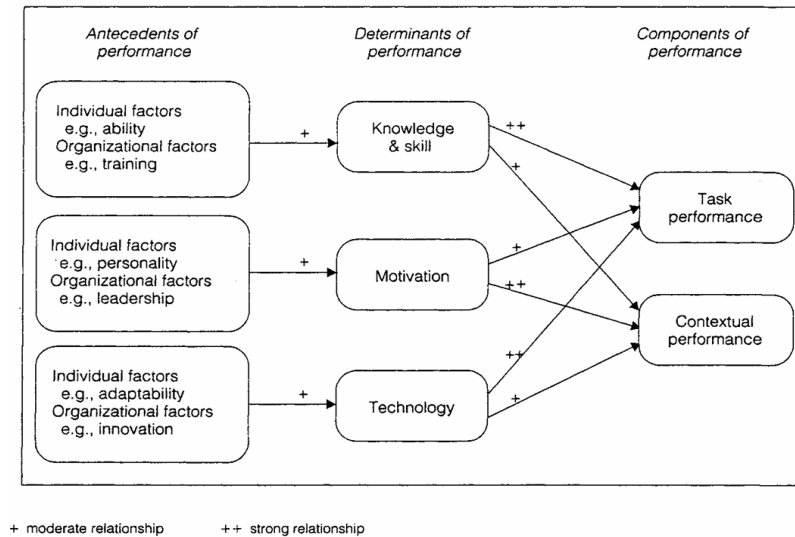 Antecedents of
performance
Determinants of
performance
Components of
performance
Individual factors
e.g., ability
Organizational factors
e.g., training
+
Knowledge
& skill
++
+
Individual factors
e.g., personality
Organizational factors
e.g., leadership
+
Motivation
+
++
Individual factors
e.g., adaptability
Organizational factors
e.g., innovation
+
Technology
++
+
Task
performance
Contextual
performance
+ moderate relationship
++ strong relationship